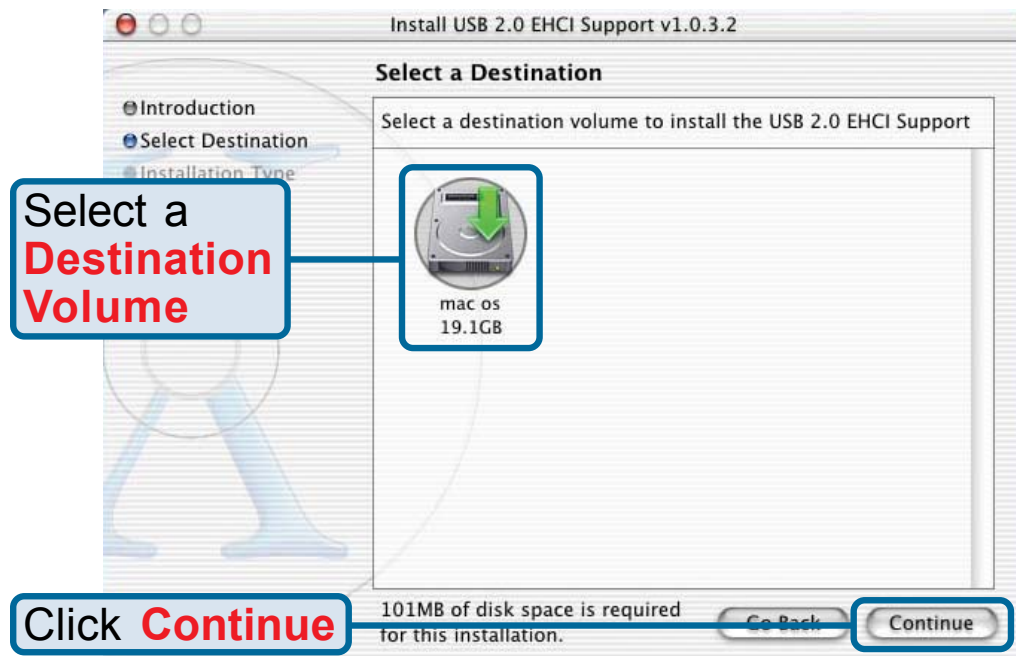 Install USB 2.0 EHCI Support v1.0.3.2
Select a Destination
Introduction
Select Destination
Installation Type
Select a destination volume to install the USB 2.0 EHCI Support
Select a
Destination
Volume
mac os
19.1GB
Click Continue
101MB of disk space is required
for this installation.
Go Back
Continue